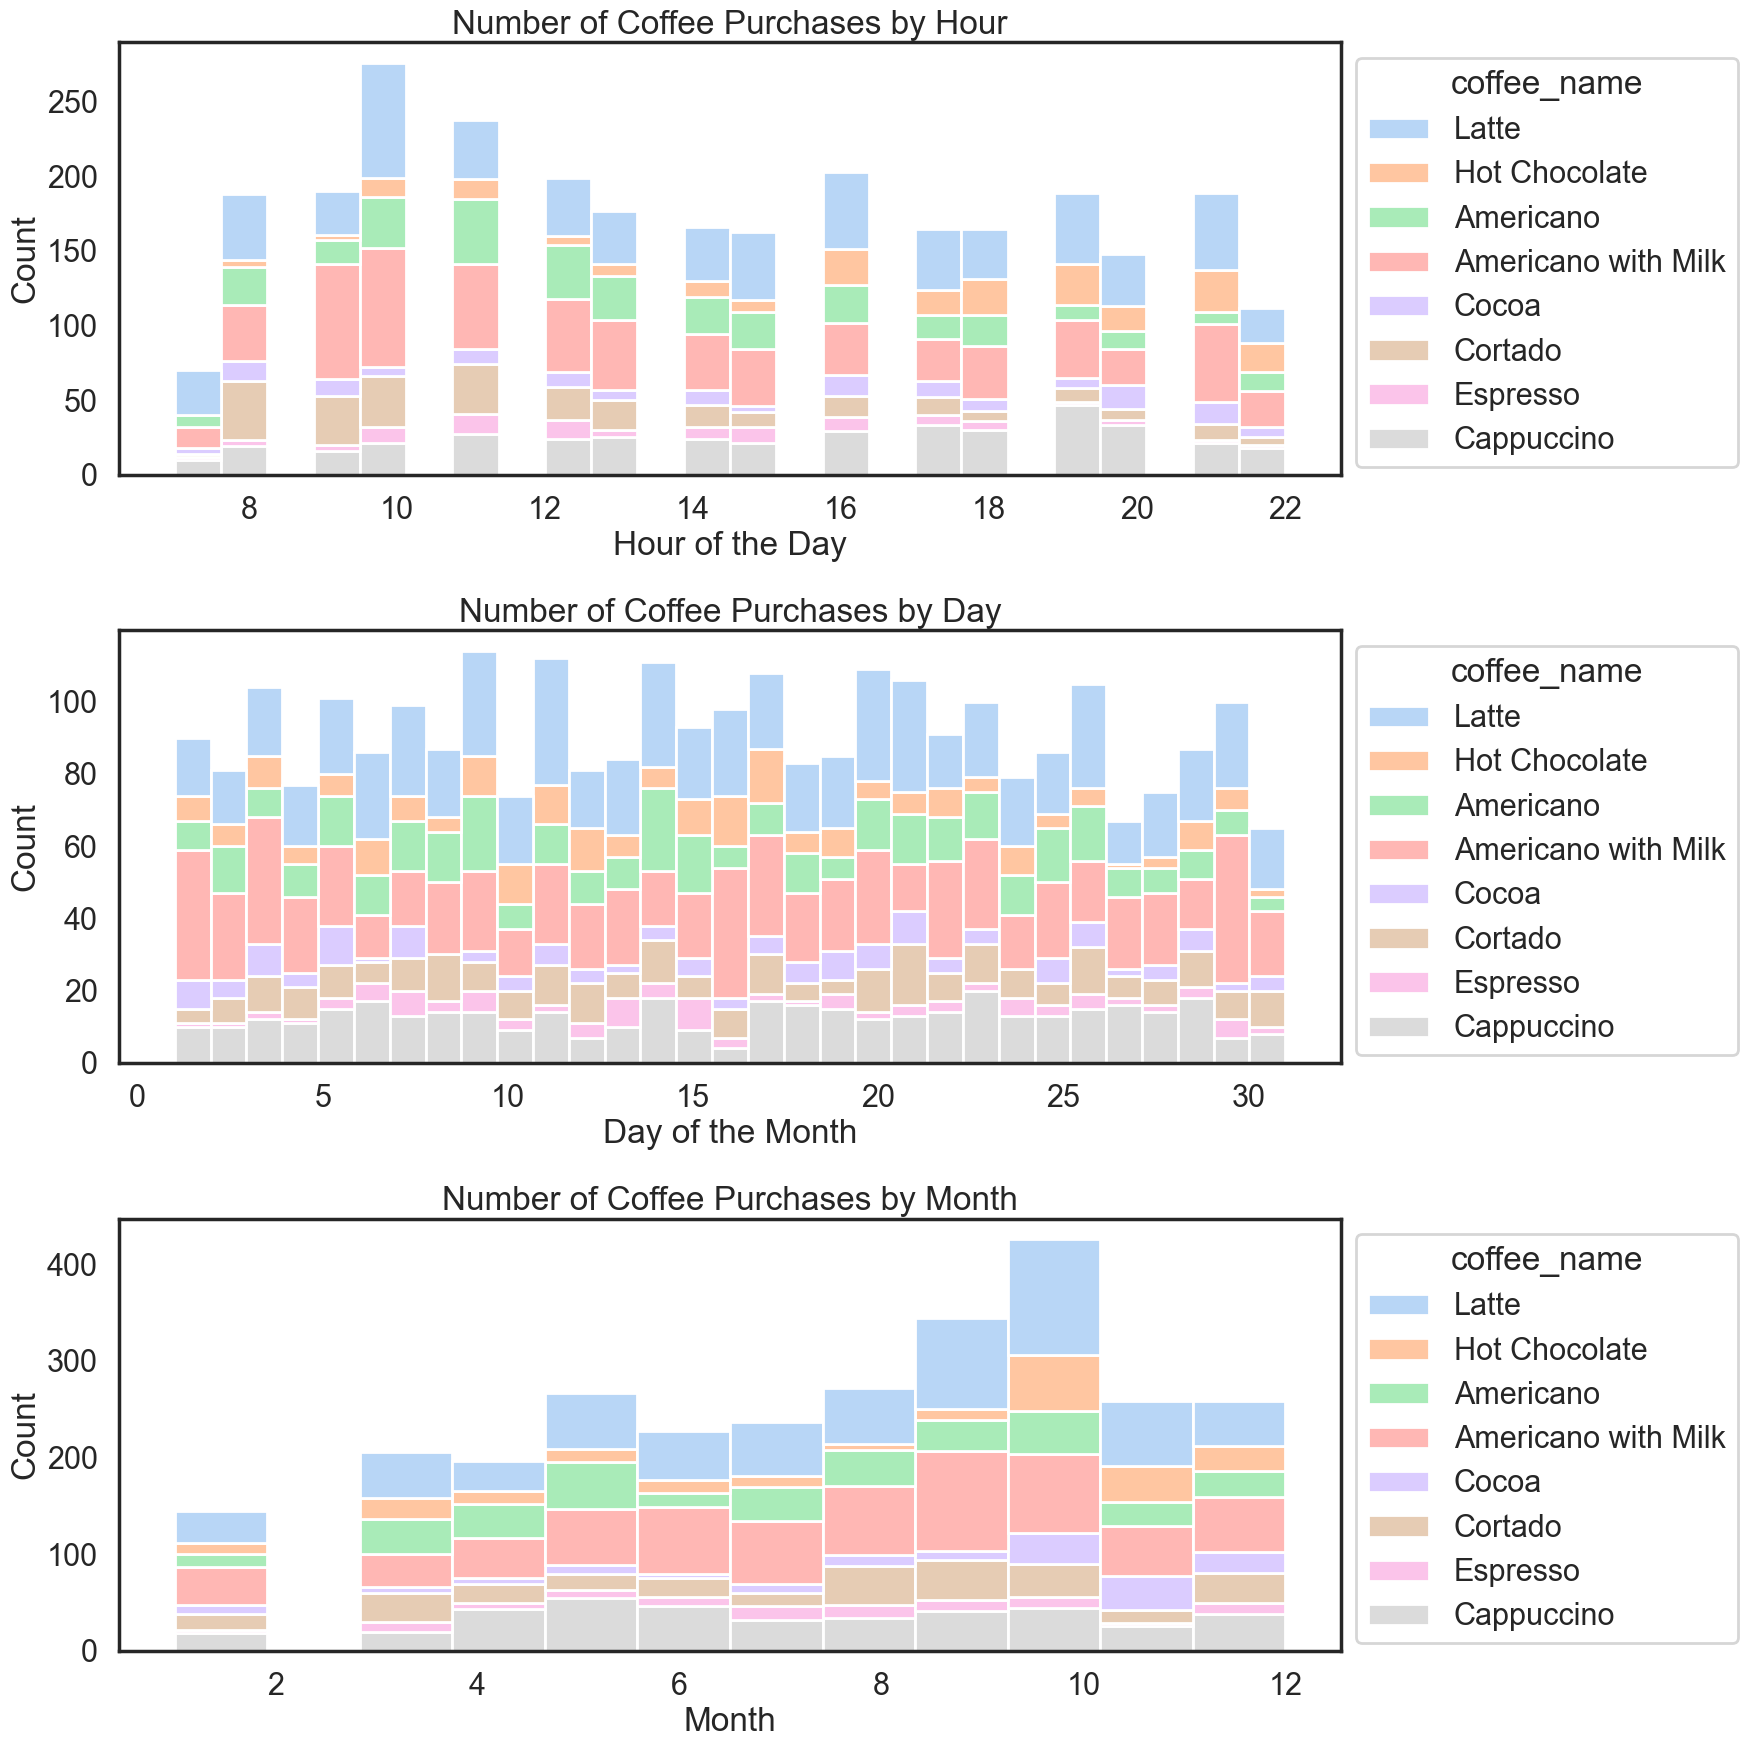 Number of Coffee Purchases by Hour
Count
250
200
150
100
50
0
8 10 12 14 16 18 20 22
Hour of the Day
coffee_name
Latte
Hot Chocolate
Americano
Americano with Milk
Cocoa
Cortado
Espresso
Cappuccino
Number of Coffee Purchases by Day
Count
100
80
60
40
20
0
0 5 10 15 20 25 30
Day of the Month
coffee_name
Latte
Hot Chocolate
Americano
Americano with Milk
Cocoa
Cortado
Espresso
Cappuccino
Number of Coffee Purchases by Month
Count
400
300
200
100
0
2 4 6 8 10 12
Month
coffee_name
Latte
Hot Chocolate
Americano
Americano with Milk
Cocoa
Cortado
Espresso
Cappuccino